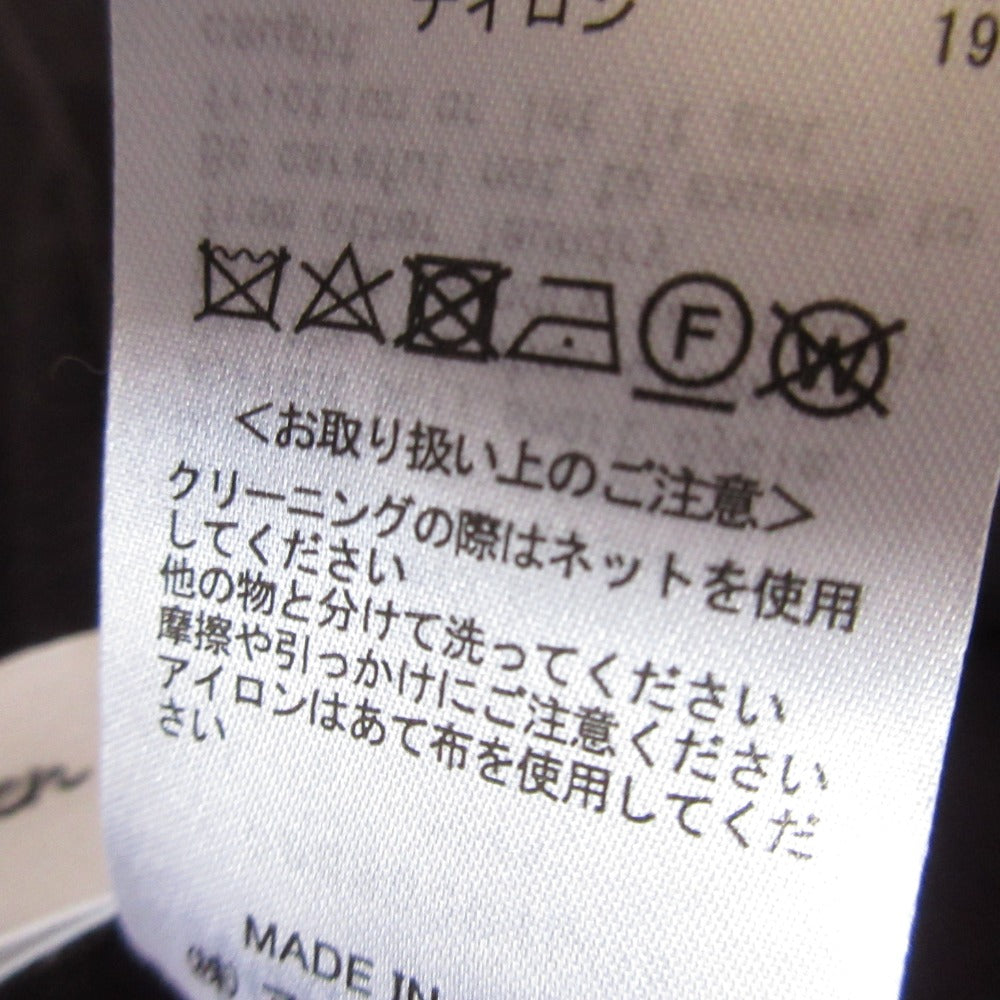 ナイロン 19
F
W
<お取り扱い上のご注意>
クリーニングの際はネットを使用
してください
他の物と分けて洗ってください
摩擦や引っかけにご注意ください
アイロンはあて布を使用してくだ
さい
MADE IN
(株)